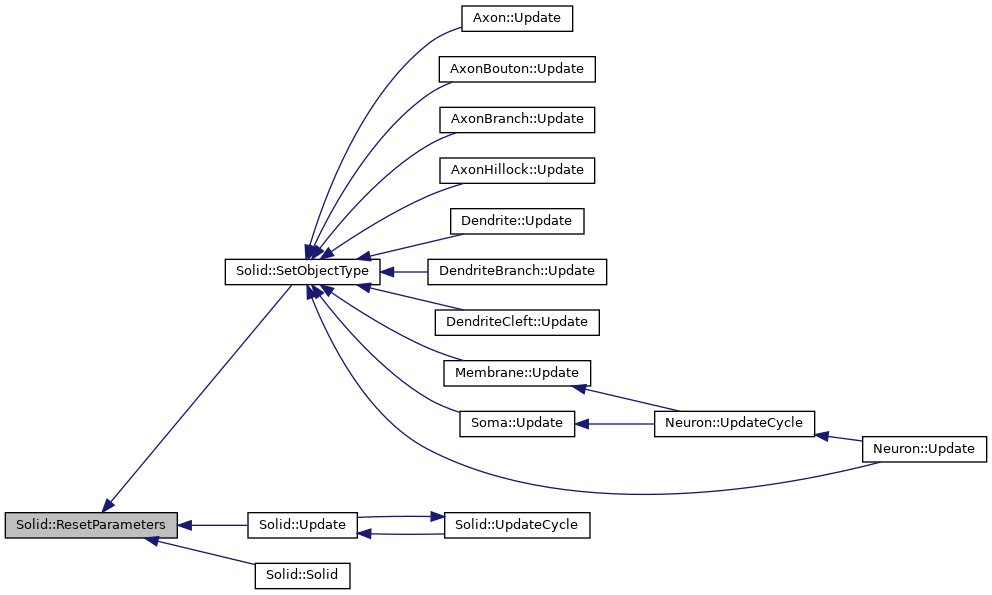 Axon::Update
AxonBouton::Update
AxonBranch::Update
AxonHillock::Update
Dendrite::Update
Solid::SetObjectType
DendriteBranch::Update
DendriteCleft::Update
Membrane::Update
Soma::Update
Neuron::UpdateCycle
Neuron::Update
Solid::ResetParameters
Solid::Update
Solid::UpdateCycle
Solid::Solid